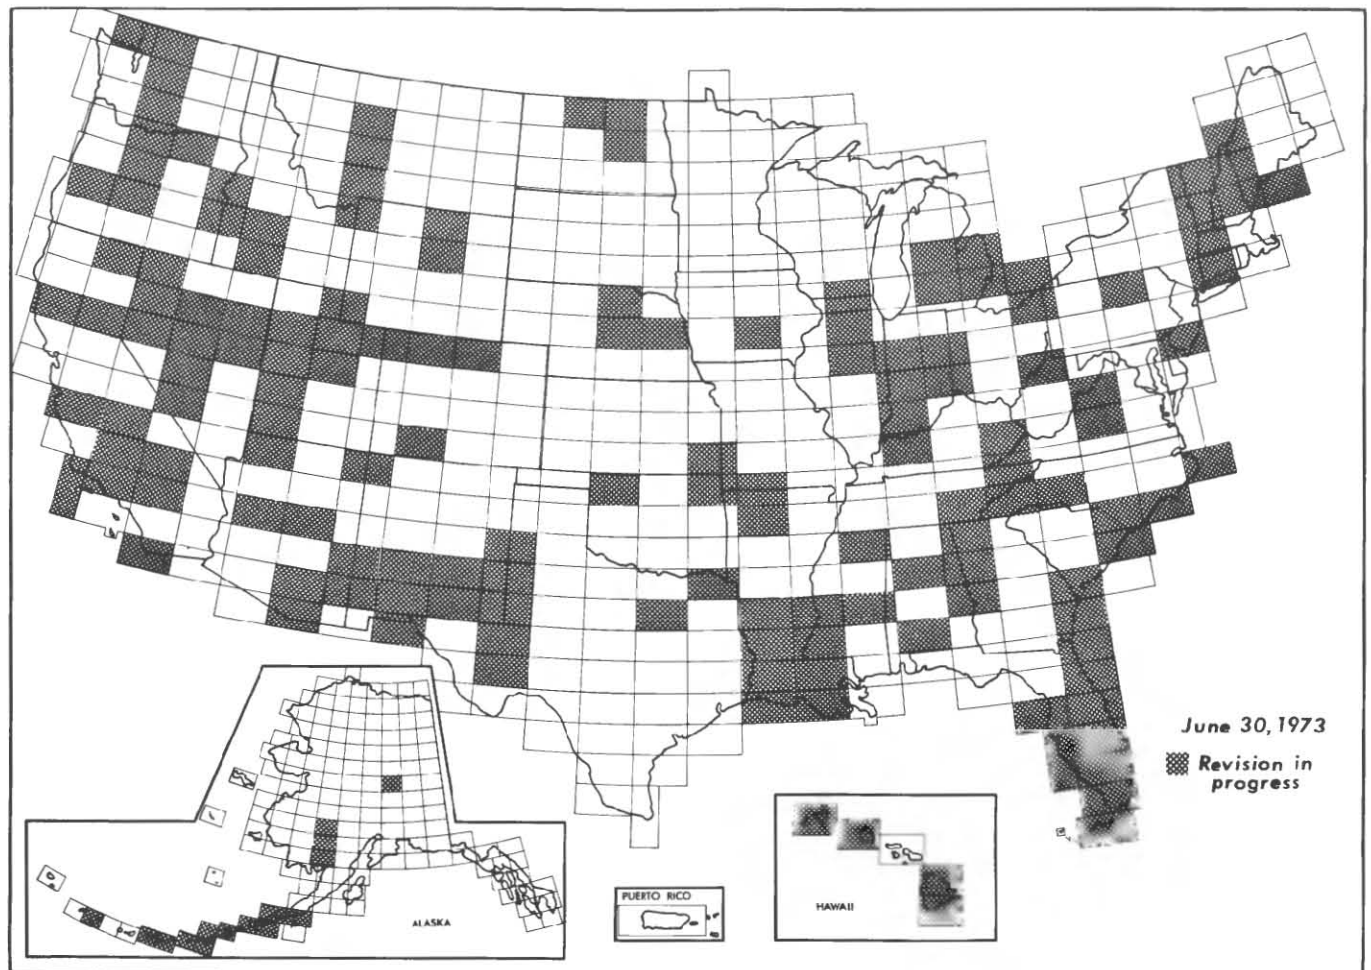 June 30, 1973
Revision in
progress
PUERTO RICO
HAWAII
ALASKA